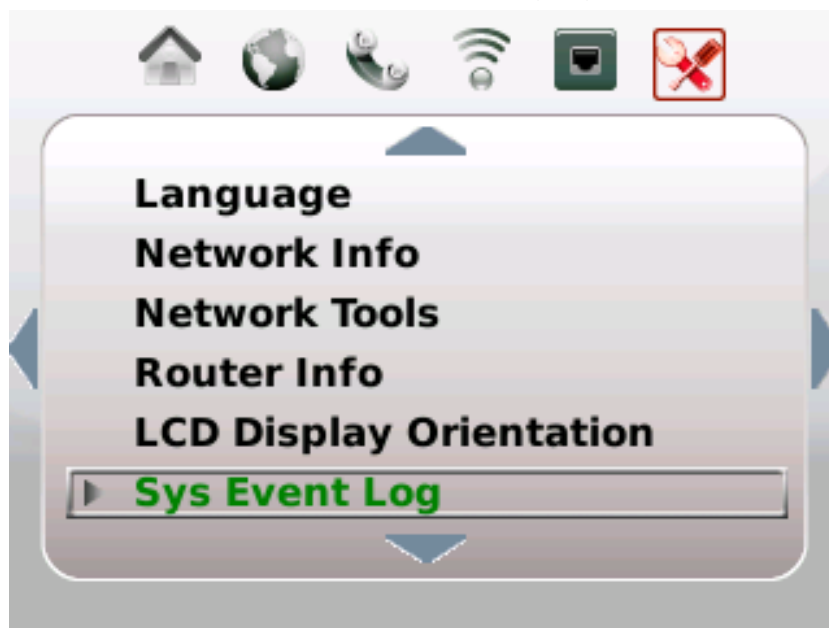 Language
Network Info
Network Tools
Router Info
LCD Display Orientation
Sys Event Log